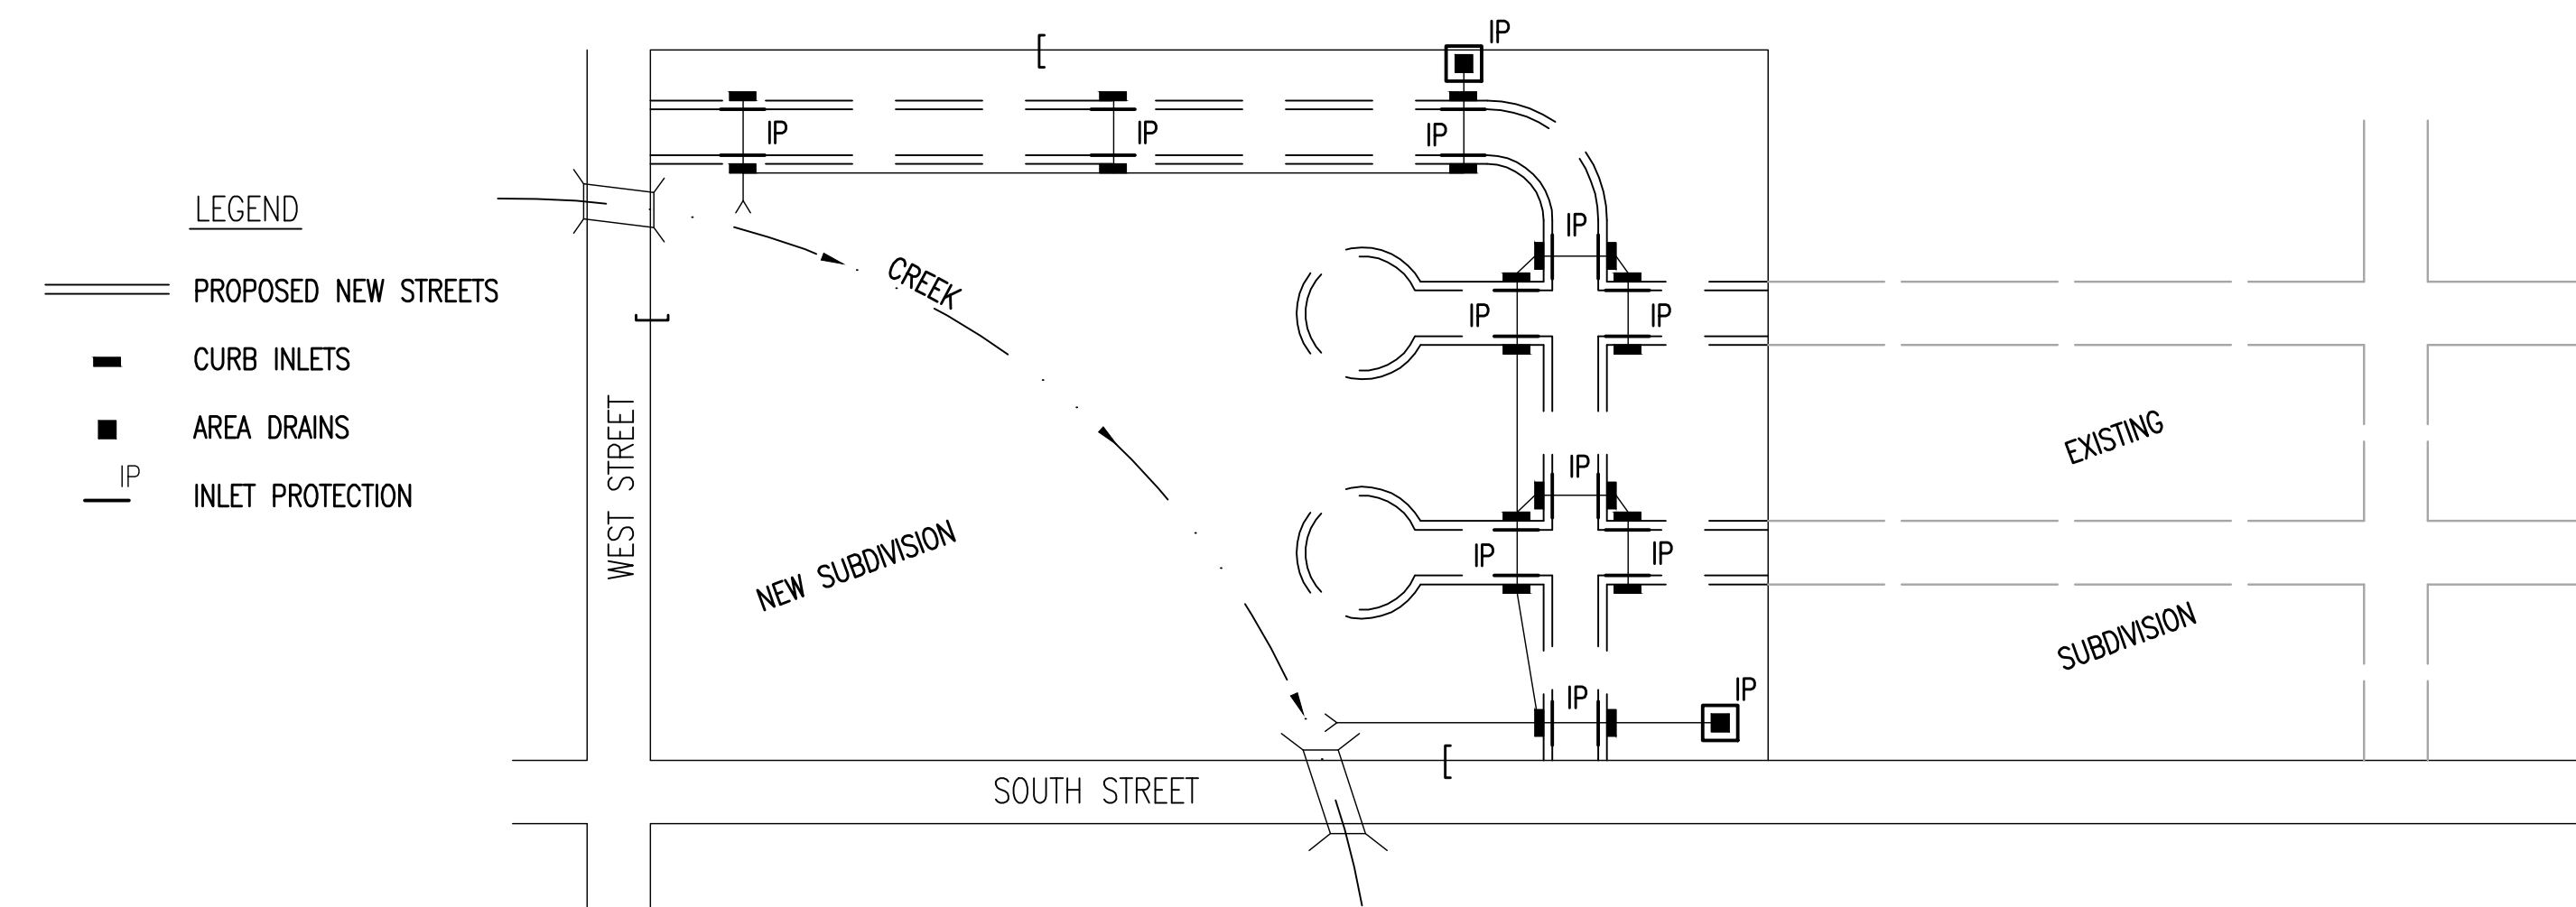 IP
IP
IP
IP
LEGEND
PROPOSED NEW STREETS
CURB INLETS
AREA DRAINS
IP
INLET PROTECTION
WEST STREET
CREEK
NEW SUBDIVISION
IP
IP
IP
IP
IP
IP
IP
IP
SOUTH STREET
EXISTING
SUBDIVISION